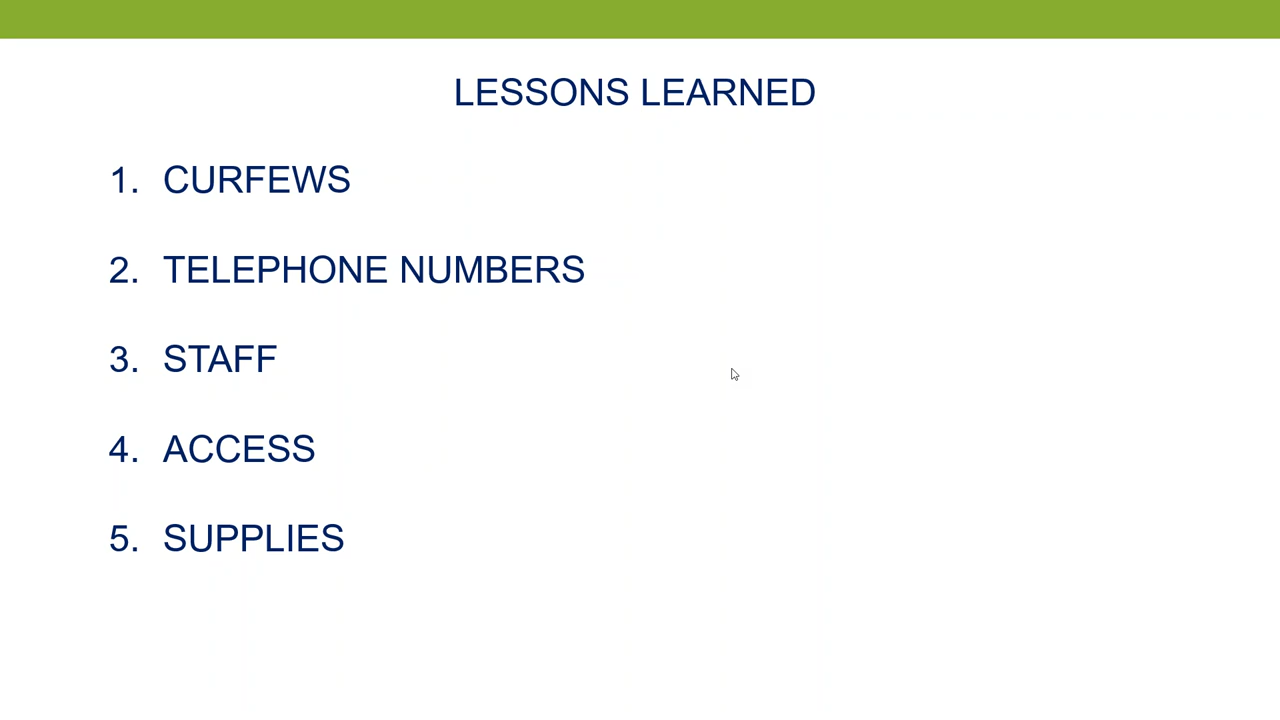 LESSONS LEARNED
1. CURFEWS
2. TELEPHONE NUMBERS
3. STAFF
4. ACCESS
5. SUPPLIES